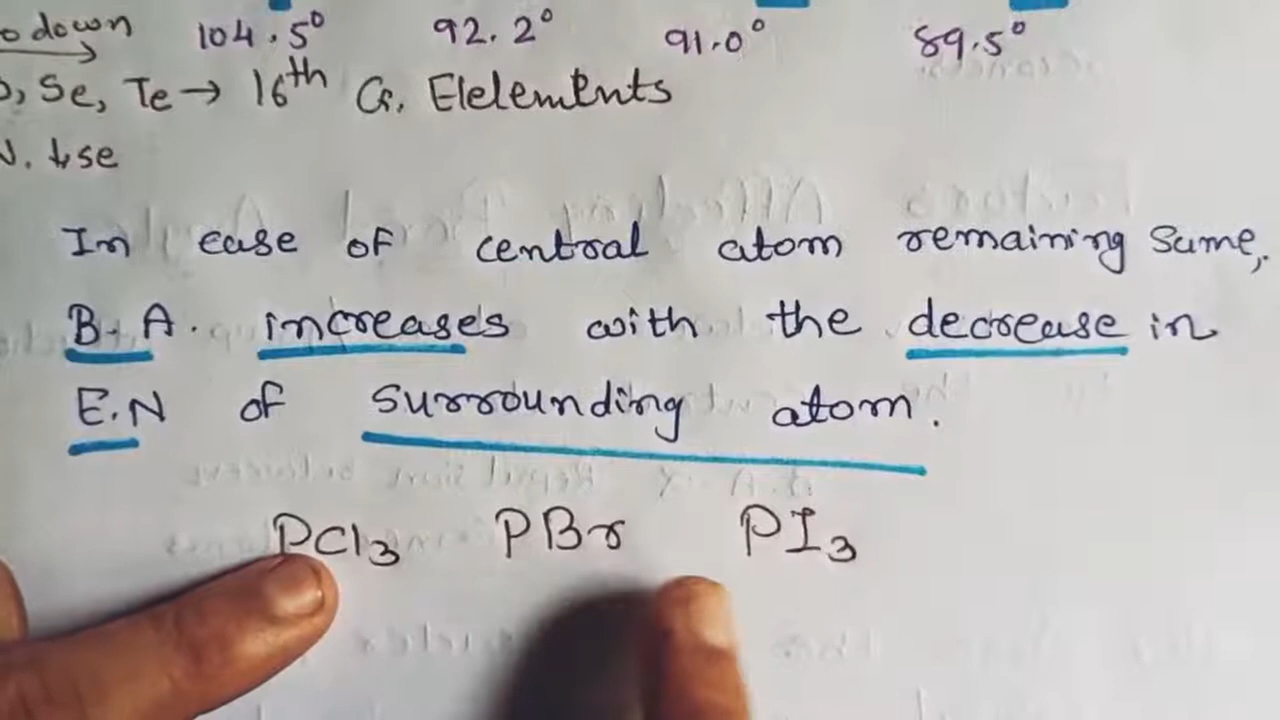 down
104.5° 92.2° 91.0° 89.5°
Se, Te → 16th Gr. Elelements
In case of central atom remaining same,
B.A. increases with the decrease in
E.N of surrounding atom.
PCl3 PBr PI3